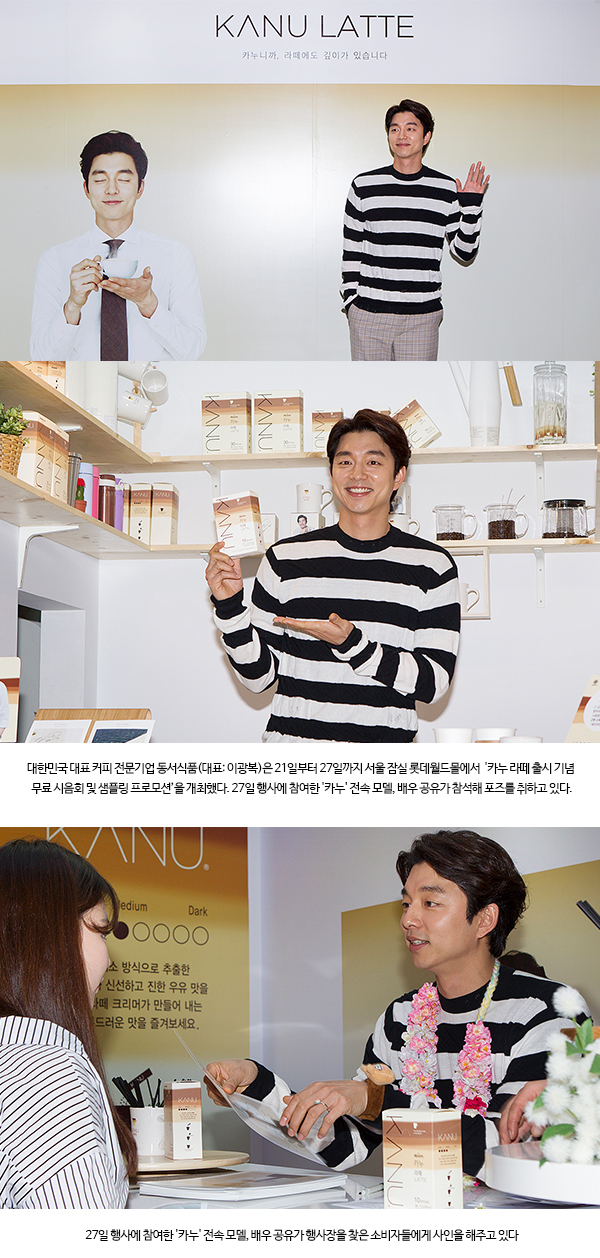 KANU LATTE
카누니까, 라떼에도 깊이가 있습니다
KANU
KANU
KANU
KANU
대한민국 대표 커피 전문기업 동서식품(대표: 이광복)은 21일부터 27일까지 서울 잠실 롯데월드몰에서 '카누 라떼 출시 기념
무료 시음회 및 샘플링 프로모션'을 개최했다. 27일 행사에 참여한 '카누' 전속 모델, 배우 공유가 참석해 포즈를 취하고 있다.
KANU®
Medium Dark
방식으로 추출한
신선하고 진한 우유 맛을
라떼 크리머가 만들어 내는
드러운 맛을 즐겨보세요.
KANU
KANU
KANU
27일 행사에 참여한 '카누' 전속 모델, 배우 공유가 행사장을 찾은 소비자들에게 사인을 해주고 있다